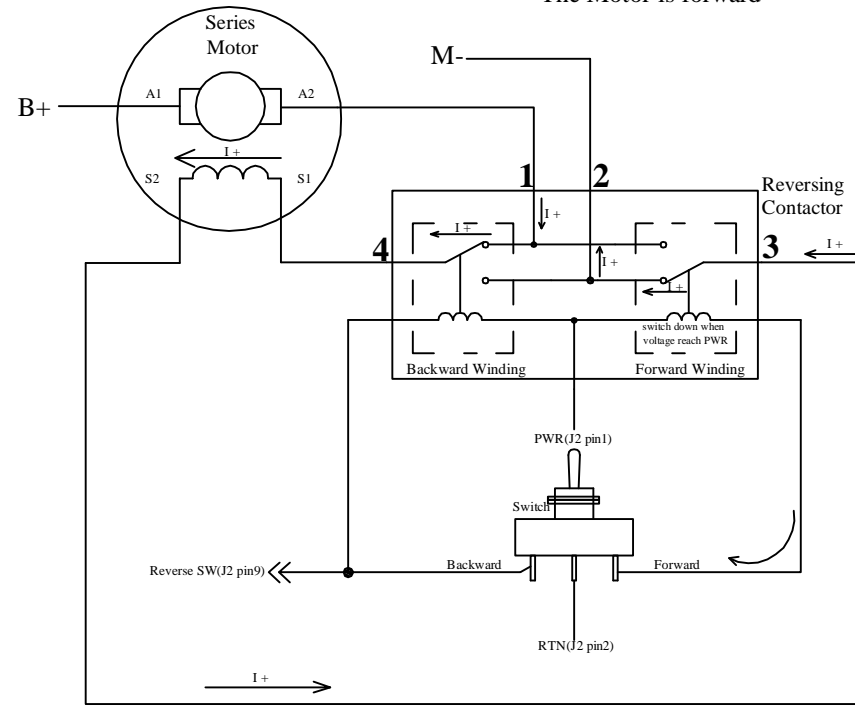 The Motor is forward
Series
Motor
M-
B+
A1
A2
I +
S2
S1
1
2
Reversing
Contactor
I +
I +
4
3
I +
I +
I +
switch down when
voltage reach PWR
Backward Winding
Forward Winding
PWR(J2 pin1)
Switch
Reverse SW(J2 pin9)
Backward
Forward
RTN(J2 pin2)
I +